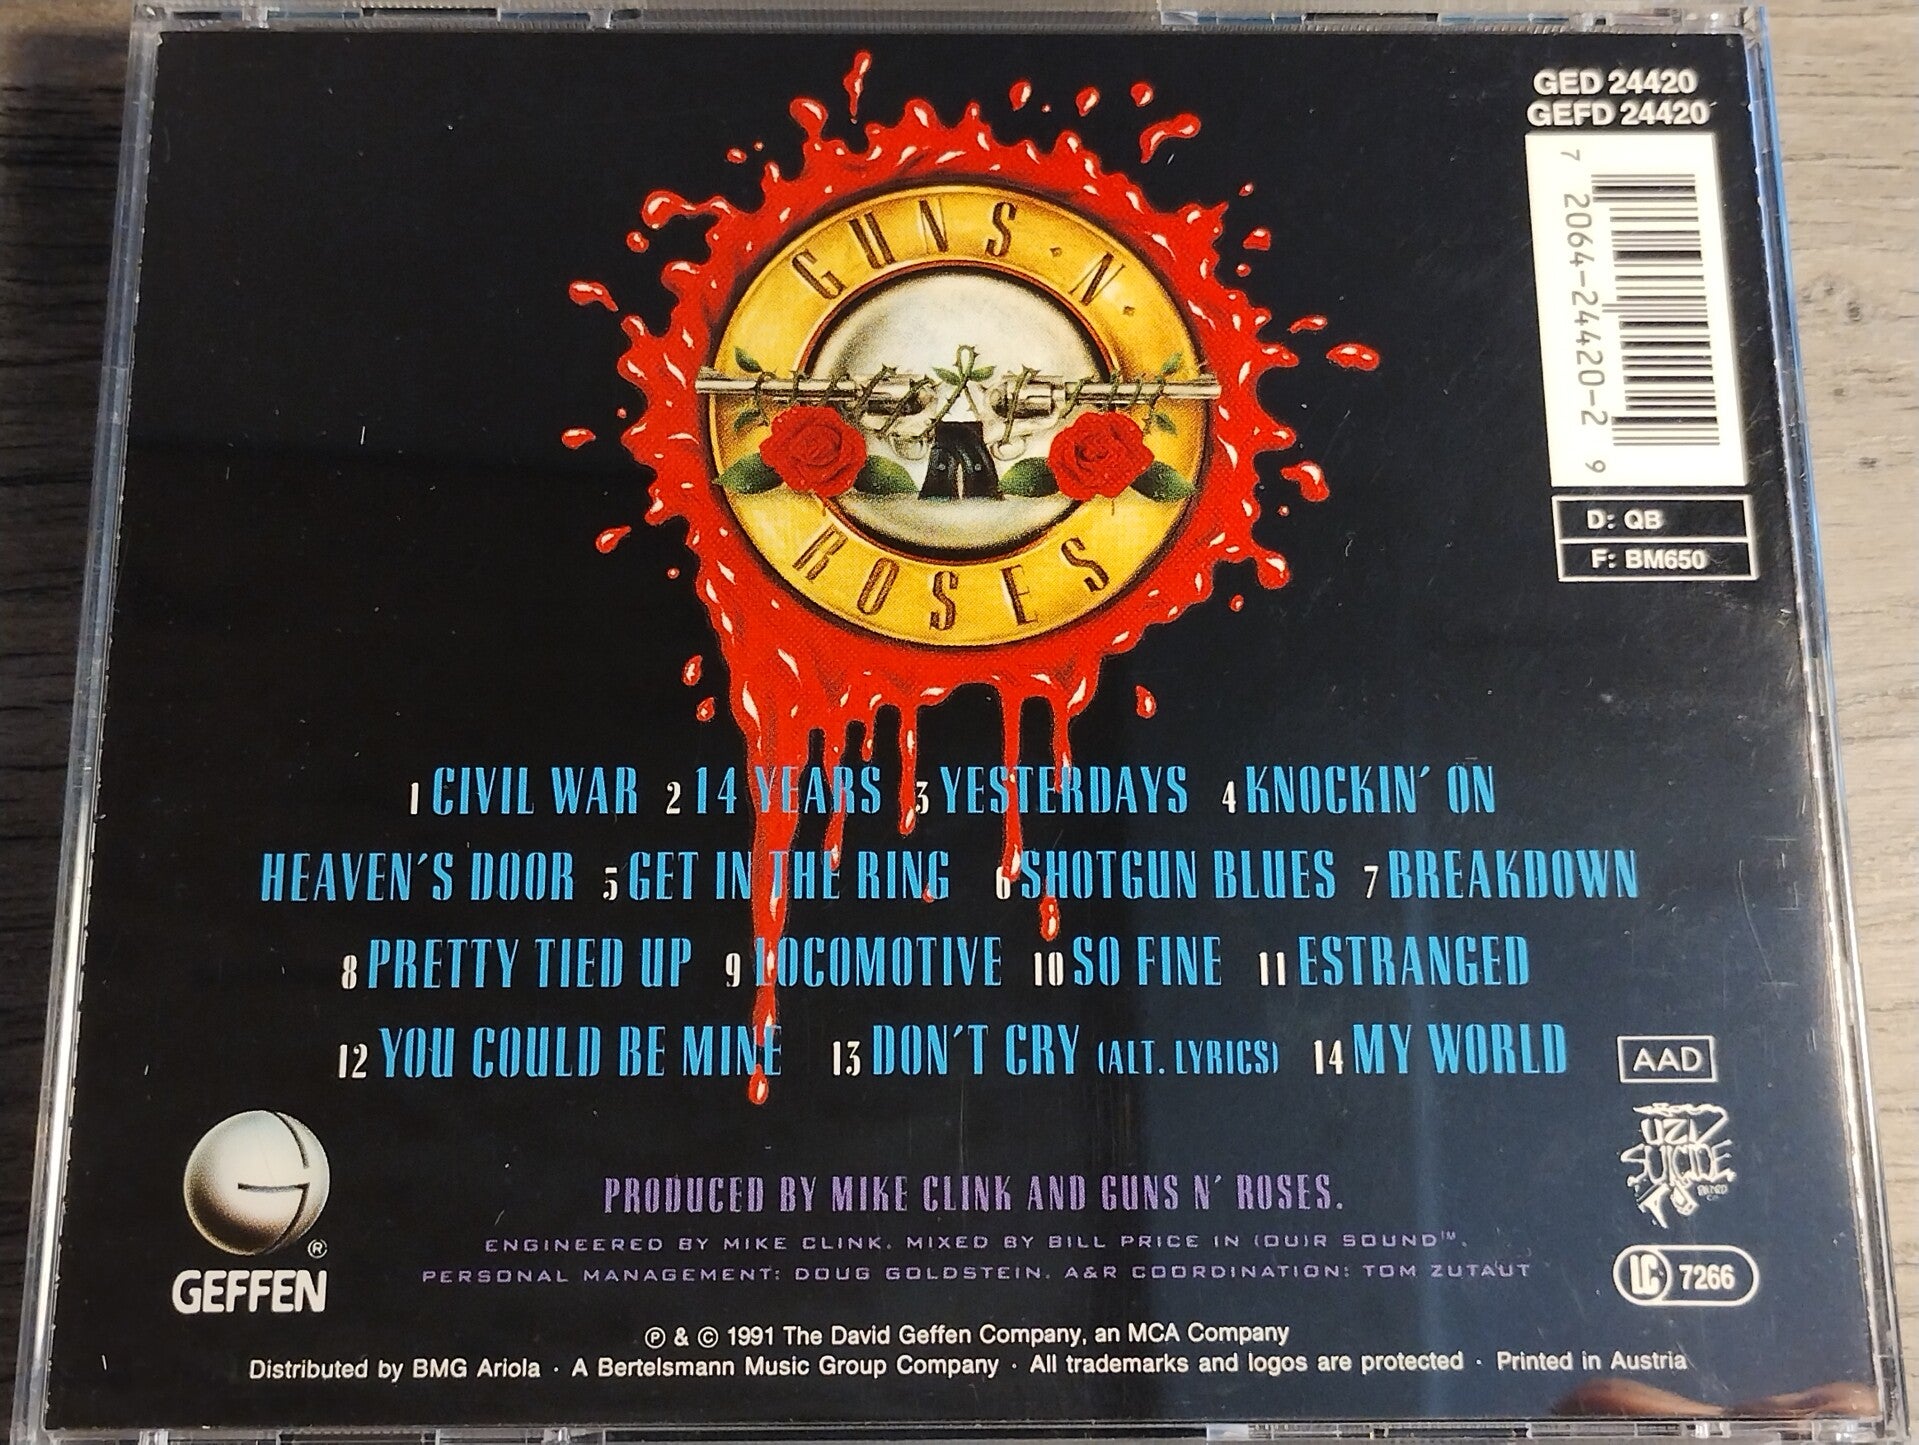 GED 24420
GEFD 24420
7 2064-24420-2 9
D: QB
F: BM650
GUNS N
ROSES
1 CIVIL WAR 2 14 YEARS 3 YESTERDAYS 4 KNOCKIN' ON
HEAVEN'S DOOR 5 GET IN THE RING 6 SHOTGUN BLUES 7 BREAKDOWN
8 PRETTY TIED UP 9 LOCOMOTIVE 10 SO FINE 11 ESTRANGED
12 YOU COULD BE MINE 13 DON'T CRY (ALT. LYRICS) 14 MY WORLD
AAD
UZI
SUICIDE
PRODUCED BY MIKE CLINK AND GUNS N' ROSES.
ENGINEERED BY MIKE CLINK. MIXED BY BILL PRICE IN (OU)R SOUND™.
PERSONAL MANAGEMENT: DOUG GOLDSTEIN. A&R COORDINATION: TOM ZUTAUT
G ®
GEFFEN
LC 7266
℗ & © 1991 The David Geffen Company, an MCA Company
Distributed by BMG Ariola · A Bertelsmann Music Group Company · All trademarks and logos are protected · Printed in Austria